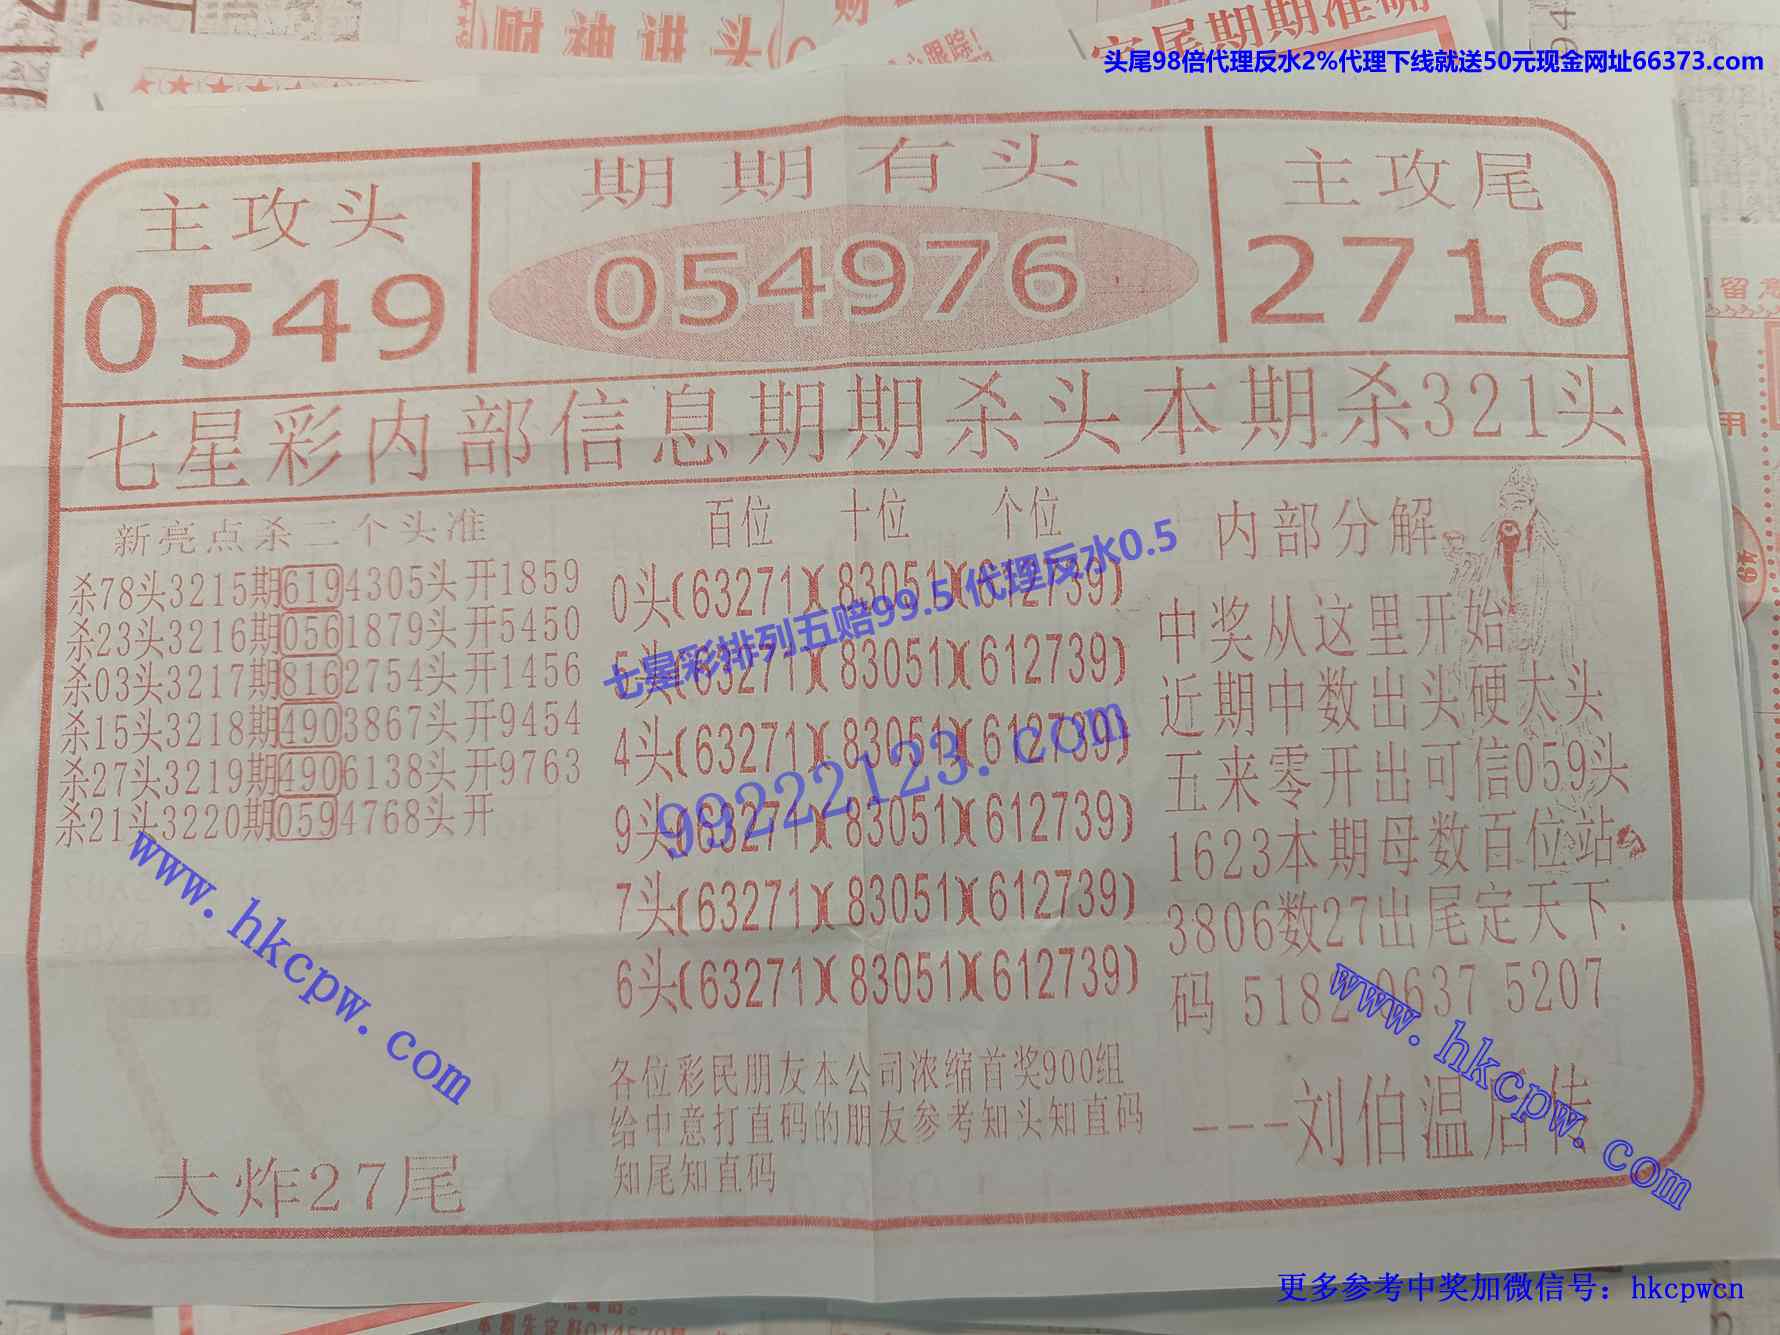 财神讲头
定尾期期准确
头尾98倍代理反水2%代理下线就送50元现金网址66373.com
主攻头
0549
期期有头
054976
主攻尾
2716
七星彩内部信息期期杀头本期杀321头
新亮点杀二个头准
杀78头3215期6194305头开1859
杀23头3216期0561879头开5450
杀03头3217期8162754头开1456
杀15头3218期4903867头开9454
杀27头3219期4906138头开9763
杀21头3220期0594768头开
大炸27尾
百位 十位 个位
0头(63271)(83051)(612739)
5头(63271)(83051)(612739)
4头(63271)(83051)(612739)
9头(63271)(83051)(612739)
7头(63271)(83051)(612739)
6头(63271)(83051)(612739)
各位彩民朋友本公司浓缩首奖900组
给中意打直码的朋友参考知头知直码
知尾知直码
内部分解
中奖从这里开始
近期中数出头硬大头
五来零开出可信059头
1623本期母数百位站
3806数27出尾定天下.
码 5182 0637 5207
---刘伯温后传
七星彩排列五赔99.5 代理反水0.5
99222123.com
www.hkcpw.com
www.hkcpw.com
更多参考中奖加微信号：hkcpwcn